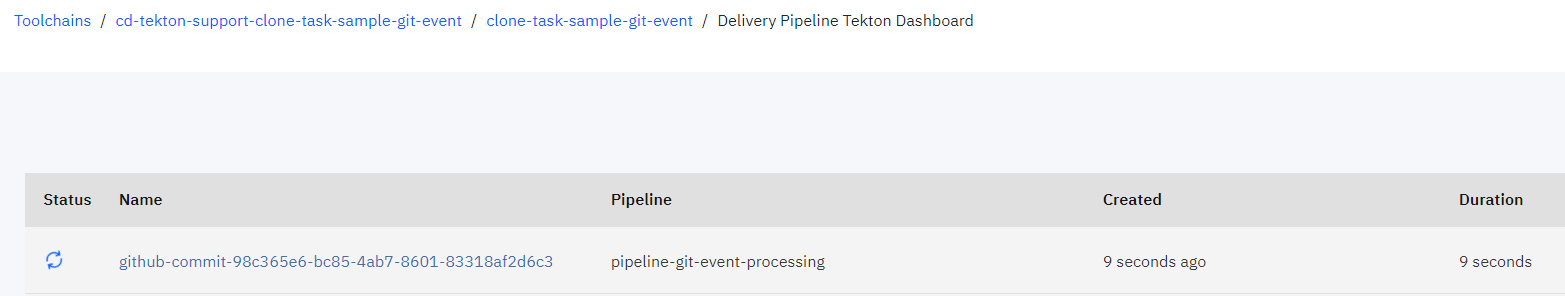 Toolchains / cd-tekton-support-clone-task-sample-git-event / clone-task-sample-git-event / Delivery Pipeline Tekton Dashboard
Status Name Pipeline Created Duration
github-commit-98c365e6-bc85-4ab7-8601-83318af2d6c3 pipeline-git-event-processing 9 seconds ago 9 seconds